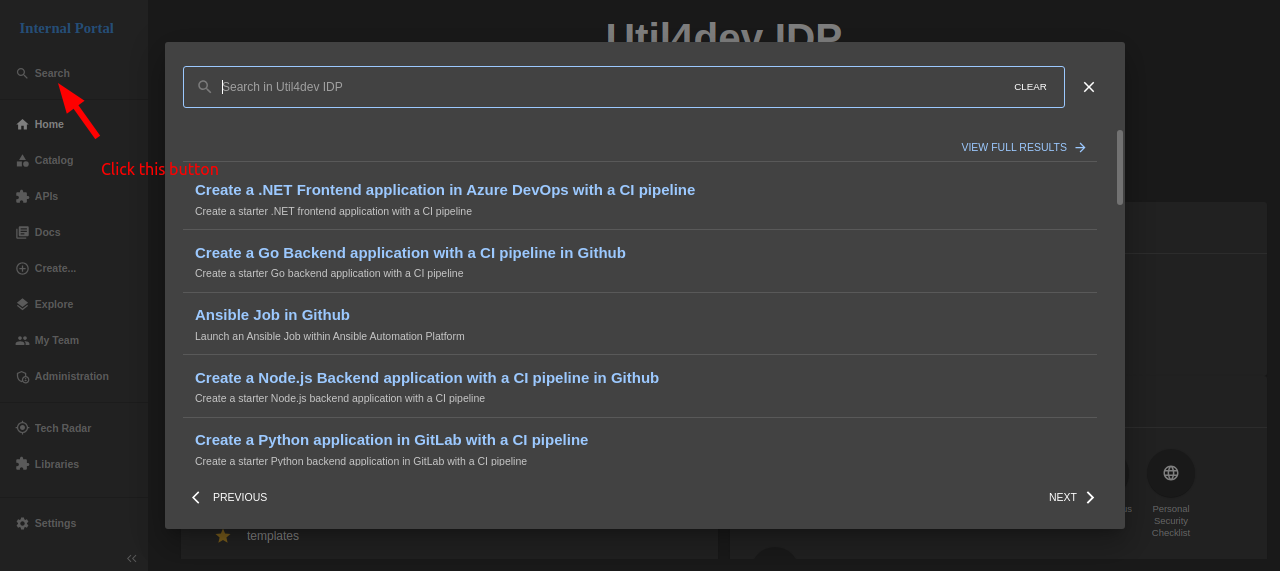 Internal Portal
Util4dev IDP
Search
Search in Util4dev IDP
CLEAR
Home
Catalog
Click this button
APIs
Docs
Create...
Explore
My Team
Administration
Tech Radar
Libraries
Settings
VIEW FULL RESULTS
Create a .NET Frontend application in Azure DevOps with a CI pipeline
Create a starter .NET frontend application with a CI pipeline
Create a Go Backend application with a CI pipeline in Github
Create a starter Go backend application with a CI pipeline
Ansible Job in Github
Launch an Ansible Job within Ansible Automation Platform
Create a Node.js Backend application with a CI pipeline in Github
Create a starter Node.js backend application with a CI pipeline
Create a Python application in GitLab with a CI pipeline
Create a starter Python backend application in GitLab with a CI pipeline
PREVIOUS
NEXT
templates
Personal
Security
Checklist